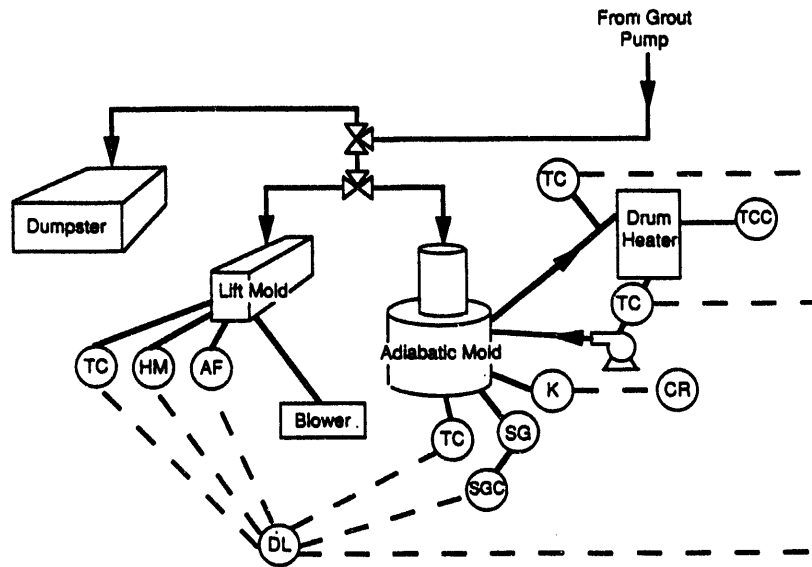 From Grout
Pump
TC
Drum
Heater
TCC
Dumpster
Lift Mold
TC
Adiabatic Mold
TC
HM
AF
K
CR
Blower
TC
SG
SGC
DL